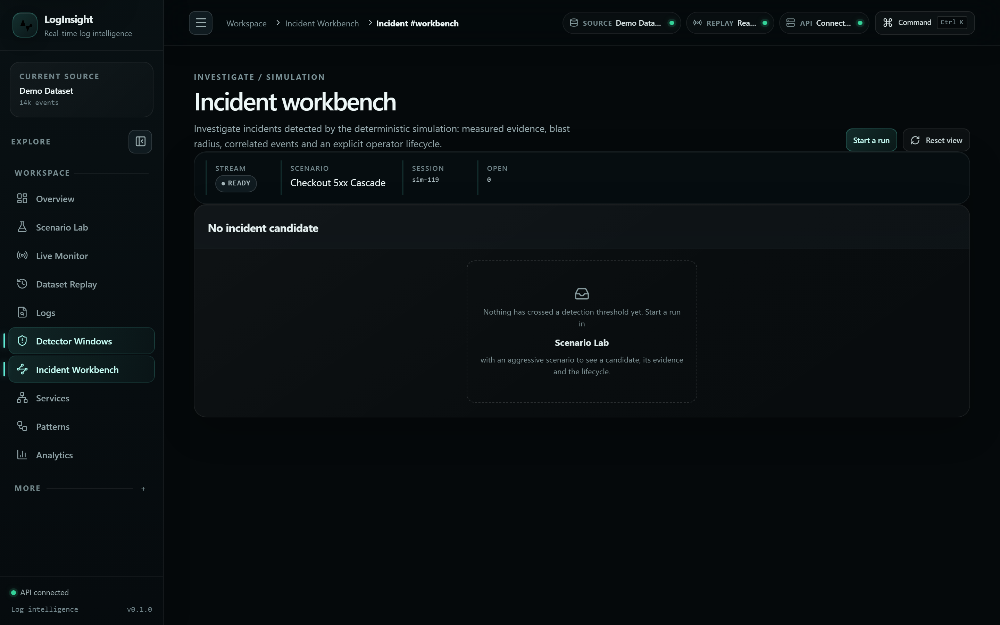 LogInsight
Real-time log intelligence
CURRENT SOURCE
Demo Dataset
14k events
EXPLORE
WORKSPACE
Overview
Scenario Lab
Live Monitor
Dataset Replay
Logs
Detector Windows
Incident Workbench
Services
Patterns
Analytics
MORE +
API connected
Log intelligence v0.1.0
Workspace > Incident Workbench > Incident #workbench
SOURCE Demo Data...
REPLAY Rea...
API Connect...
Command Ctrl K
INVESTIGATE / SIMULATION
Incident workbench
Investigate incidents detected by the deterministic simulation: measured evidence, blast
radius, correlated events and an explicit operator lifecycle.
Start a run
Reset view
STREAM
READY
SCENARIO
Checkout 5xx Cascade
SESSION
sim-119
OPEN
0
No incident candidate
Nothing has crossed a detection threshold yet. Start a run
in
Scenario Lab
with an aggressive scenario to see a candidate, its evidence
and the lifecycle.